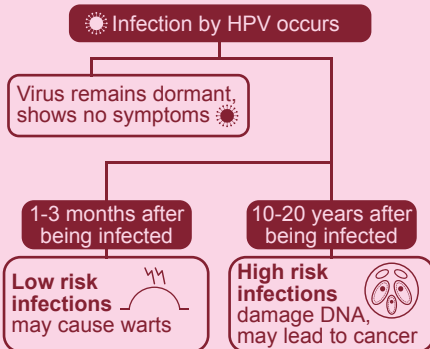 Infection by HPV occurs
Virus remains dormant,
shows no symptoms
1-3 months after
being infected
Low risk
infections
may cause warts
10-20 years after
being infected
High risk
infections
damage DNA,
may lead to cancer